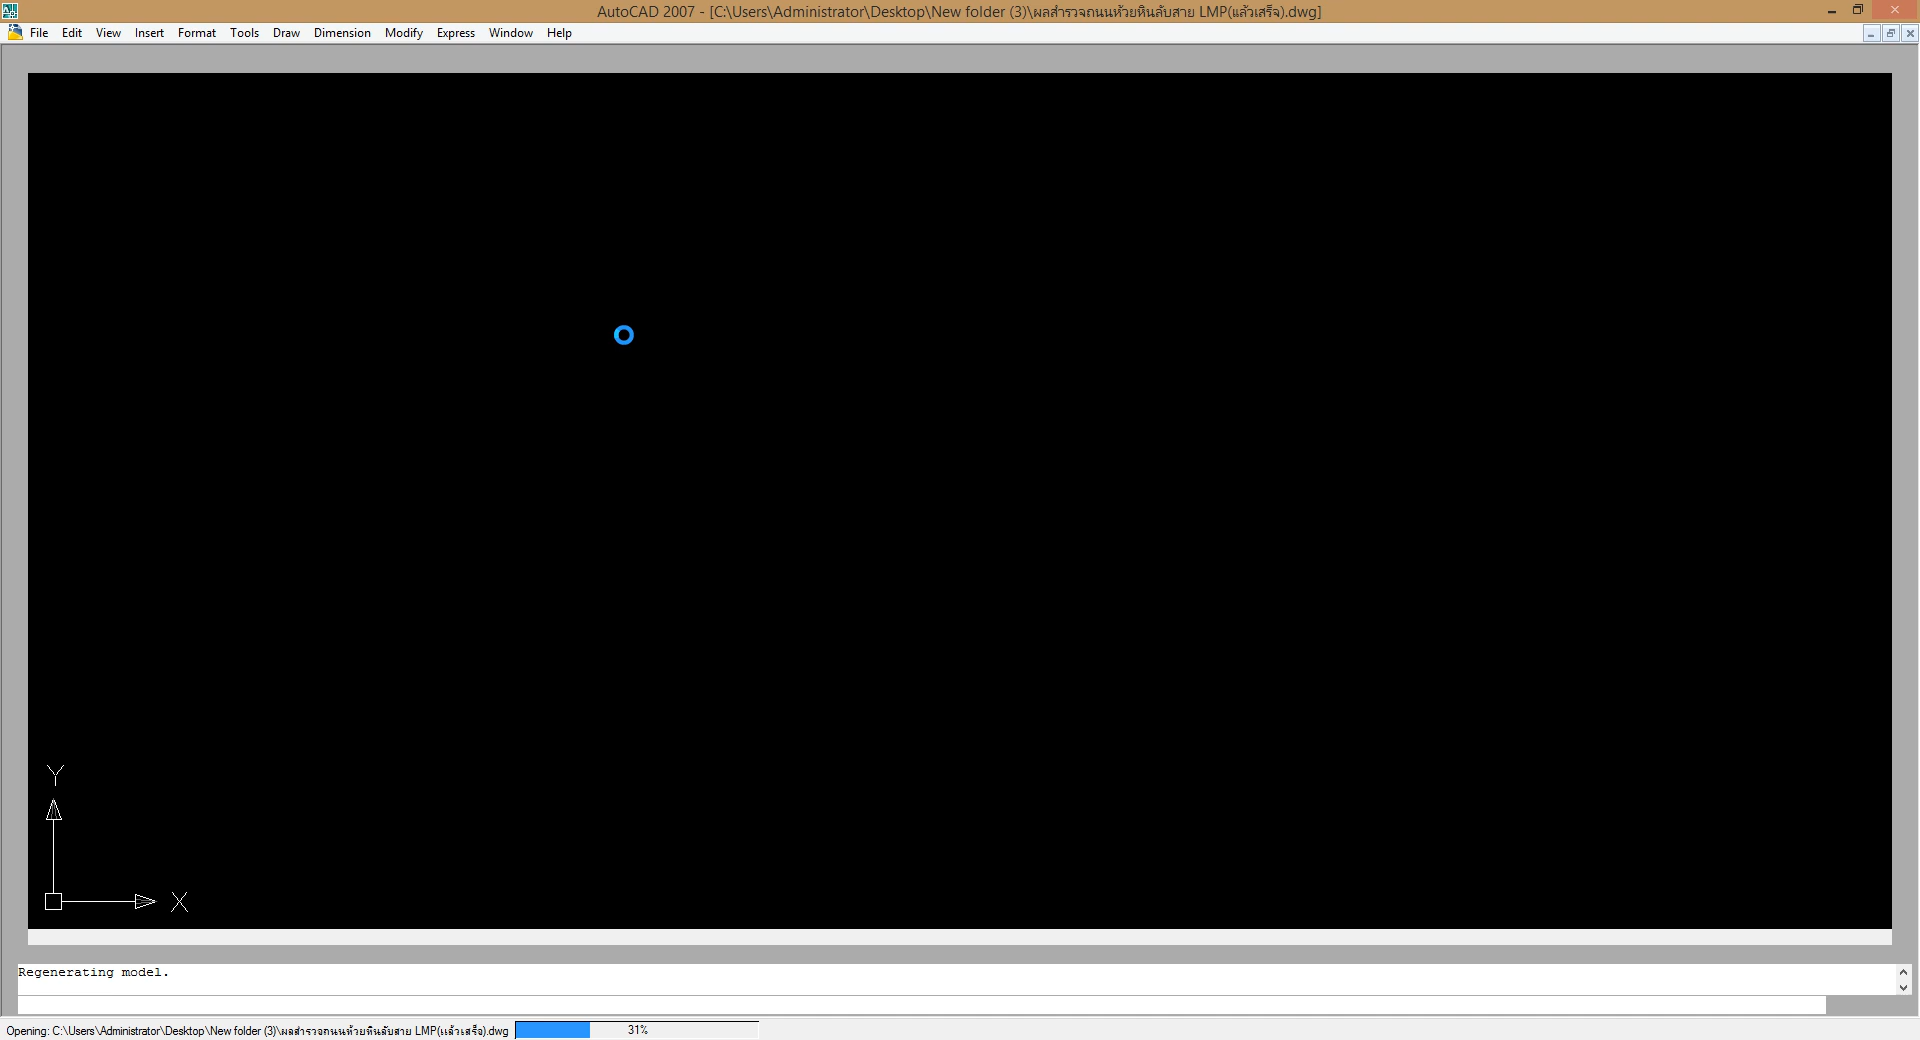 AutoCAD 2007 - [C:\Users\Administrator\Desktop\New folder (3)\ผลสำรวจถนนห้วยหินลับสาย LMP(แล้วเสร็จ).dwg]
File Edit View Insert Format Tools Draw Dimension Modify Express Window Help
Y
X
Regenerating model.
Opening: C:\Users\Administrator\Desktop\New folder (3)\ผลสำรวจถนนห้วยหินลับสาย LMP(แล้วเสร็จ).dwg 31%